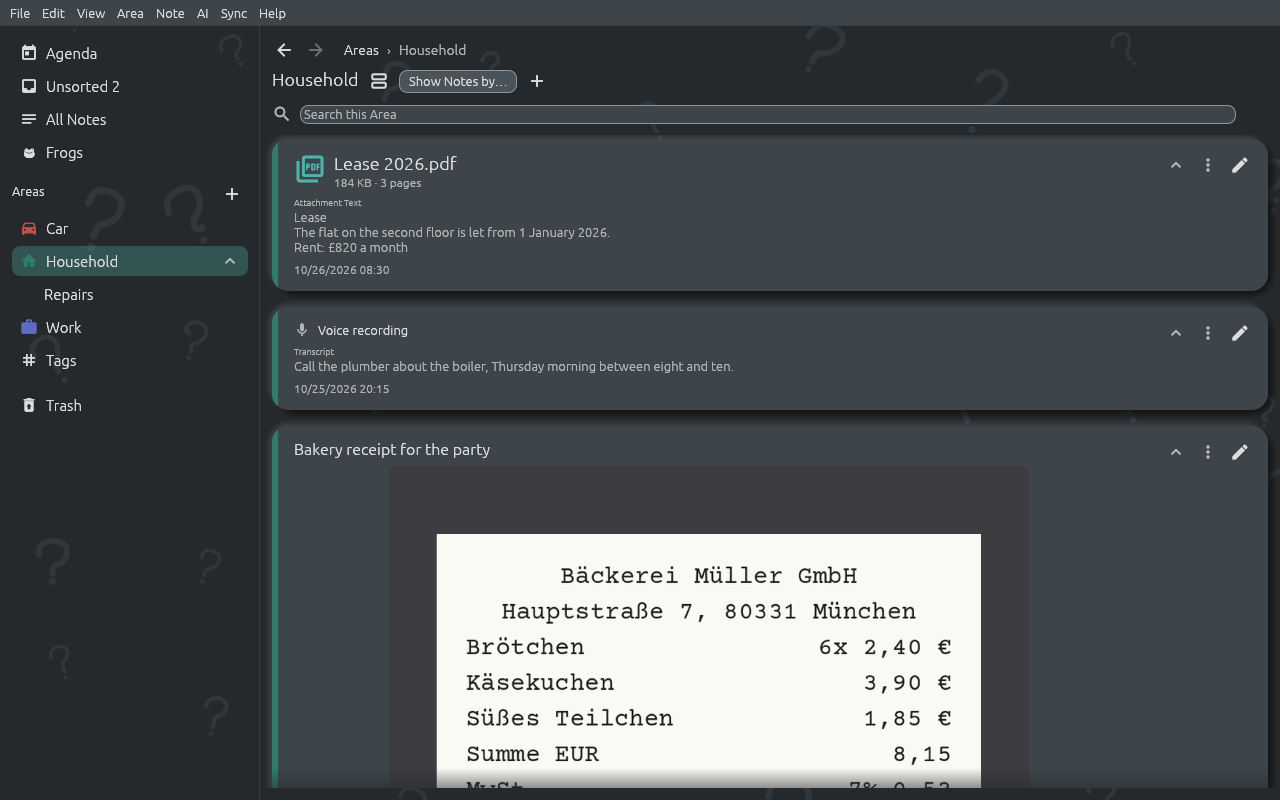 File Edit View Area Note AI Sync Help
Agenda
Unsorted 2
All Notes
Frogs
Areas
Car
Household
Repairs
Work
Tags
Trash
Areas › Household
Household Show Notes by...
Search this Area
PDF
Lease 2026.pdf
184 KB · 3 pages
Attachment Text
Lease
The flat on the second floor is let from 1 January 2026.
Rent: £820 a month
10/26/2026 08:30
Voice recording
Transcript
Call the plumber about the boiler, Thursday morning between eight and ten.
10/25/2026 20:15
Bakery receipt for the party
Bäckerei Müller GmbH
Hauptstraße 7, 80331 München
Brötchen 6x 2,40 €
Käsekuchen 3,90 €
Süßes Teilchen 1,85 €
Summe EUR 8,15
MwSt 7% 0,53